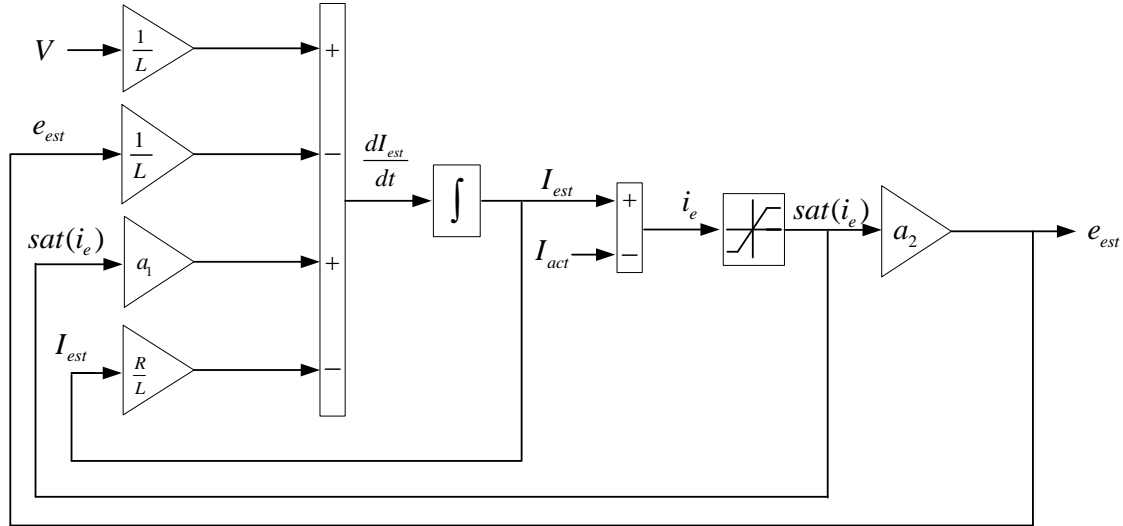 V
1/L
+
e_est
1/L
−
dI_est/dt
∫
I_est
+
i_e
sat(i_e)
a_2
e_est
I_act
−
sat(i_e)
a_1
+
I_est
R/L
−